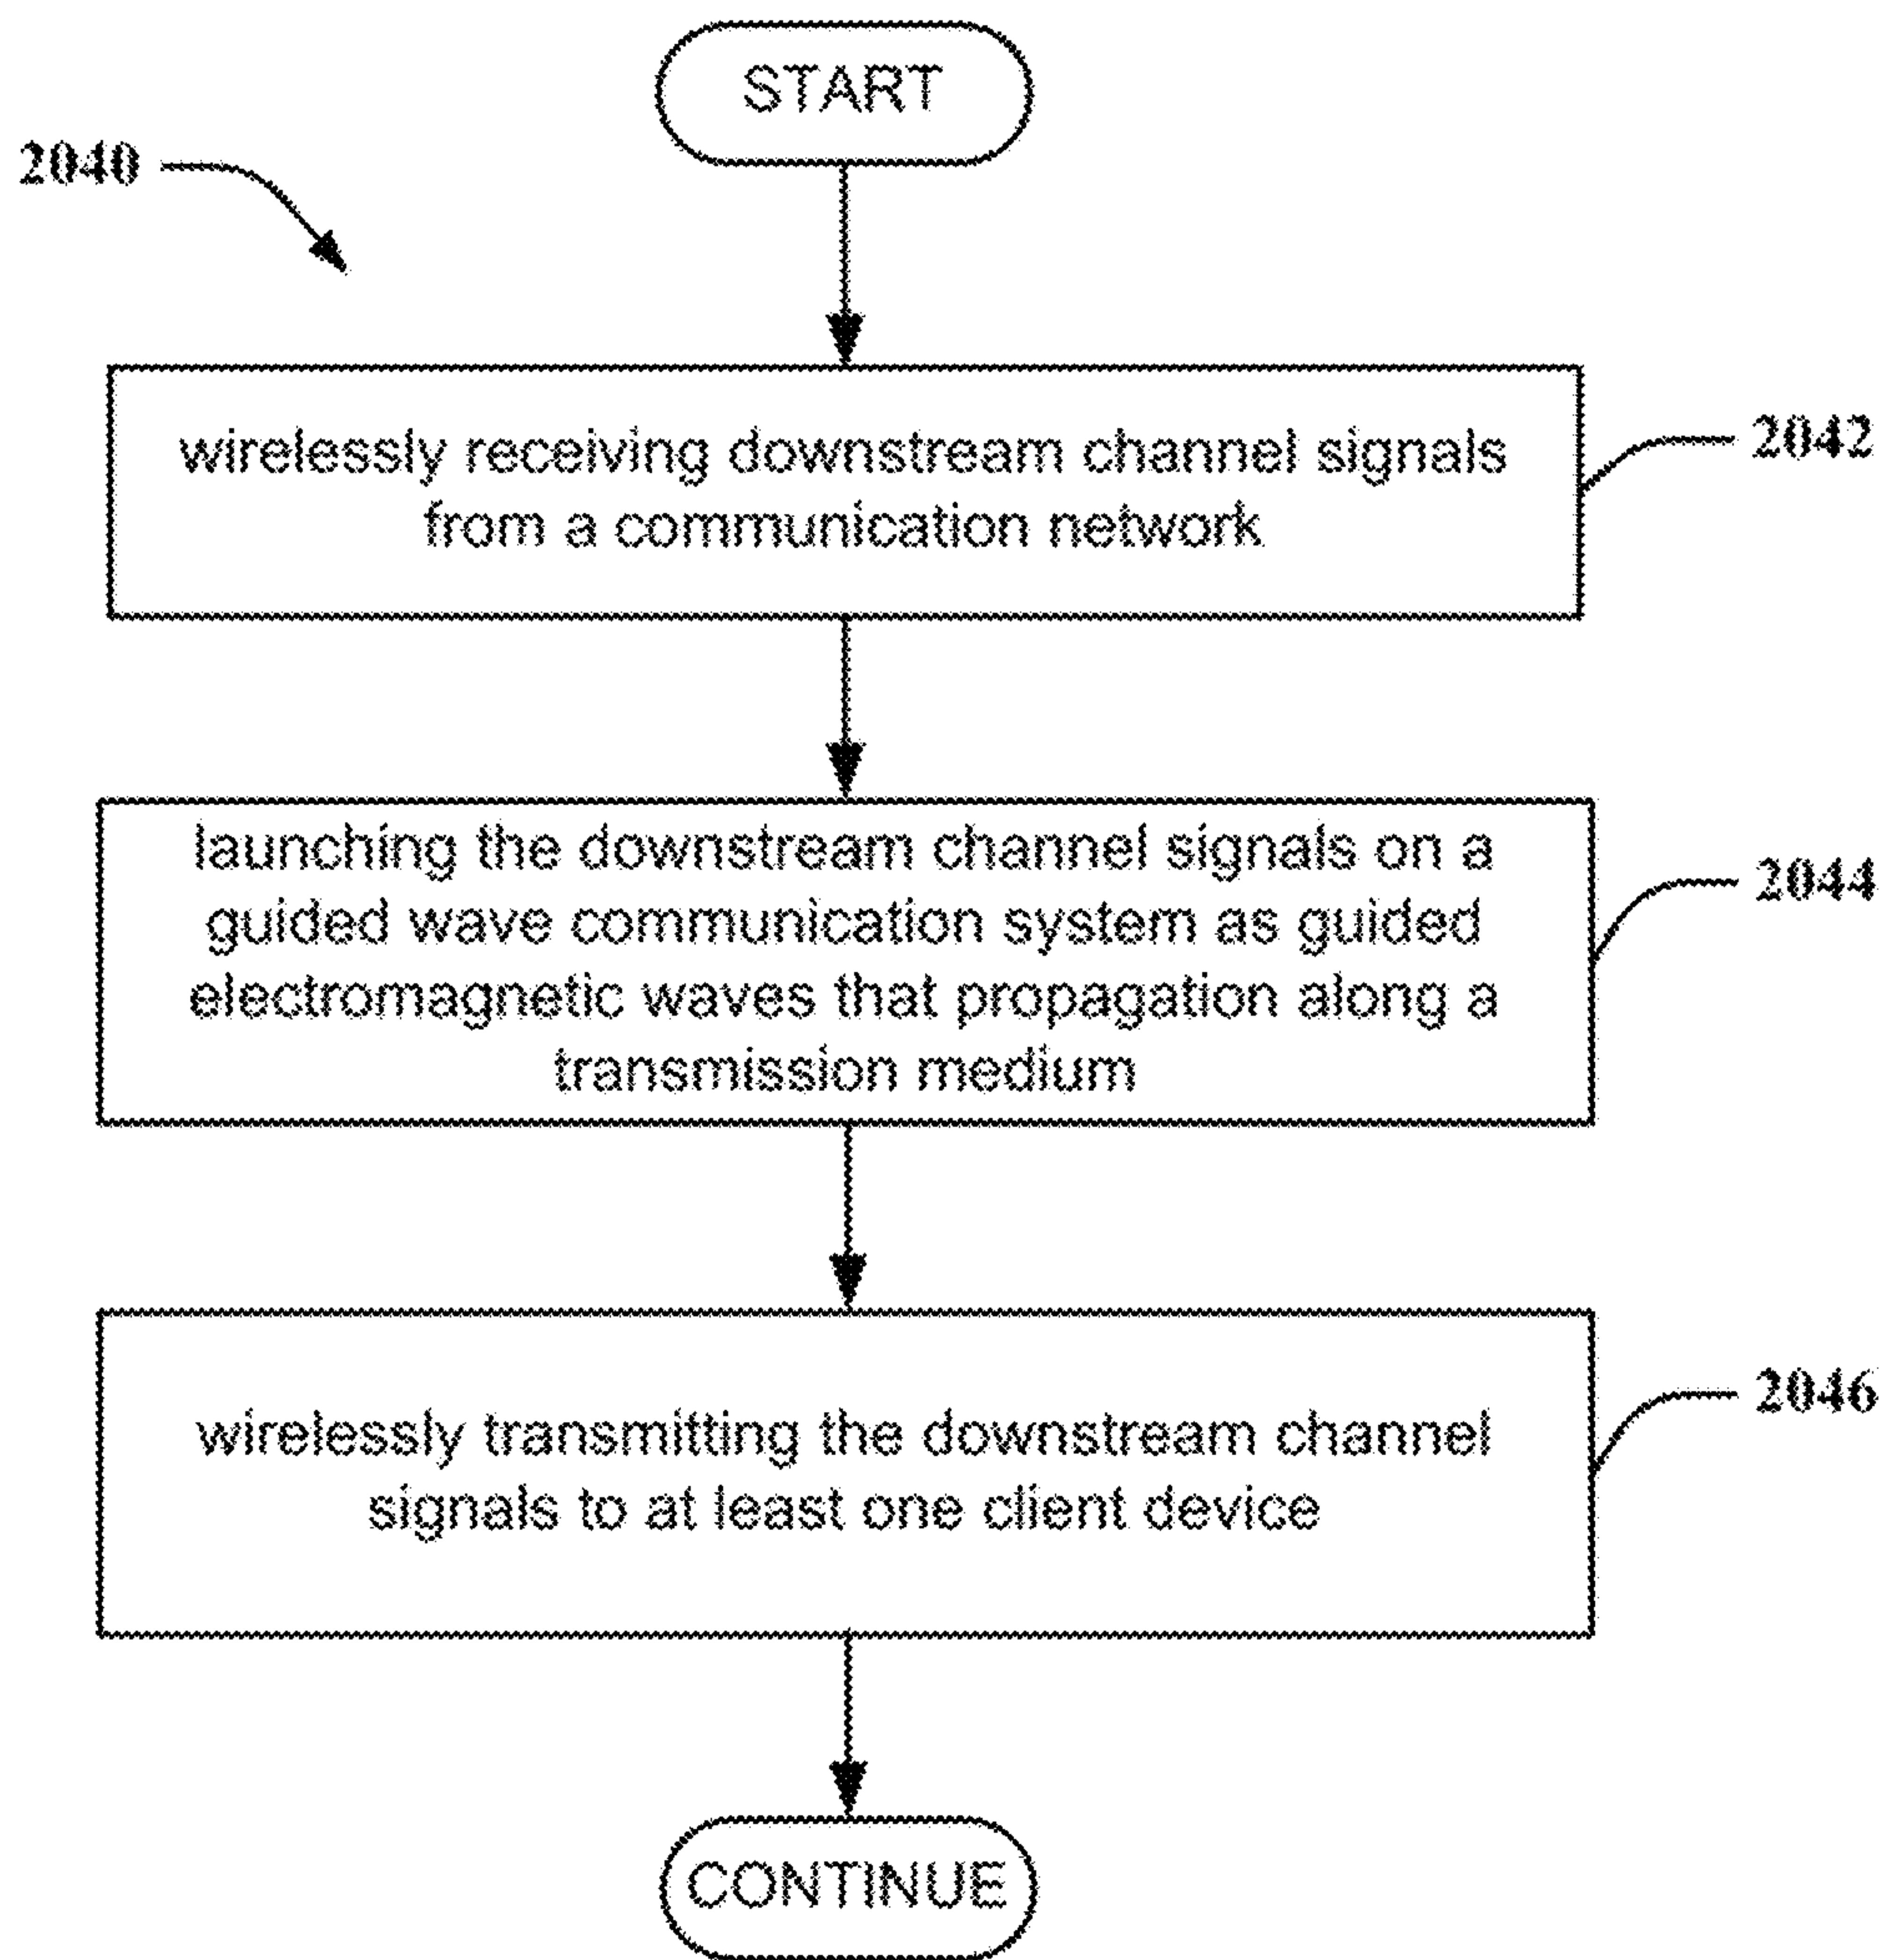 START
2040
wirelessly receiving downstream channel signals
from a communication network
2042
launching the downstream channel signals on a
guided wave communication system as guided
electromagnetic waves that propagation along a
transmission medium
2044
wirelessly transmitting the downstream channel
signals to at least one client device
2046
CONTINUE